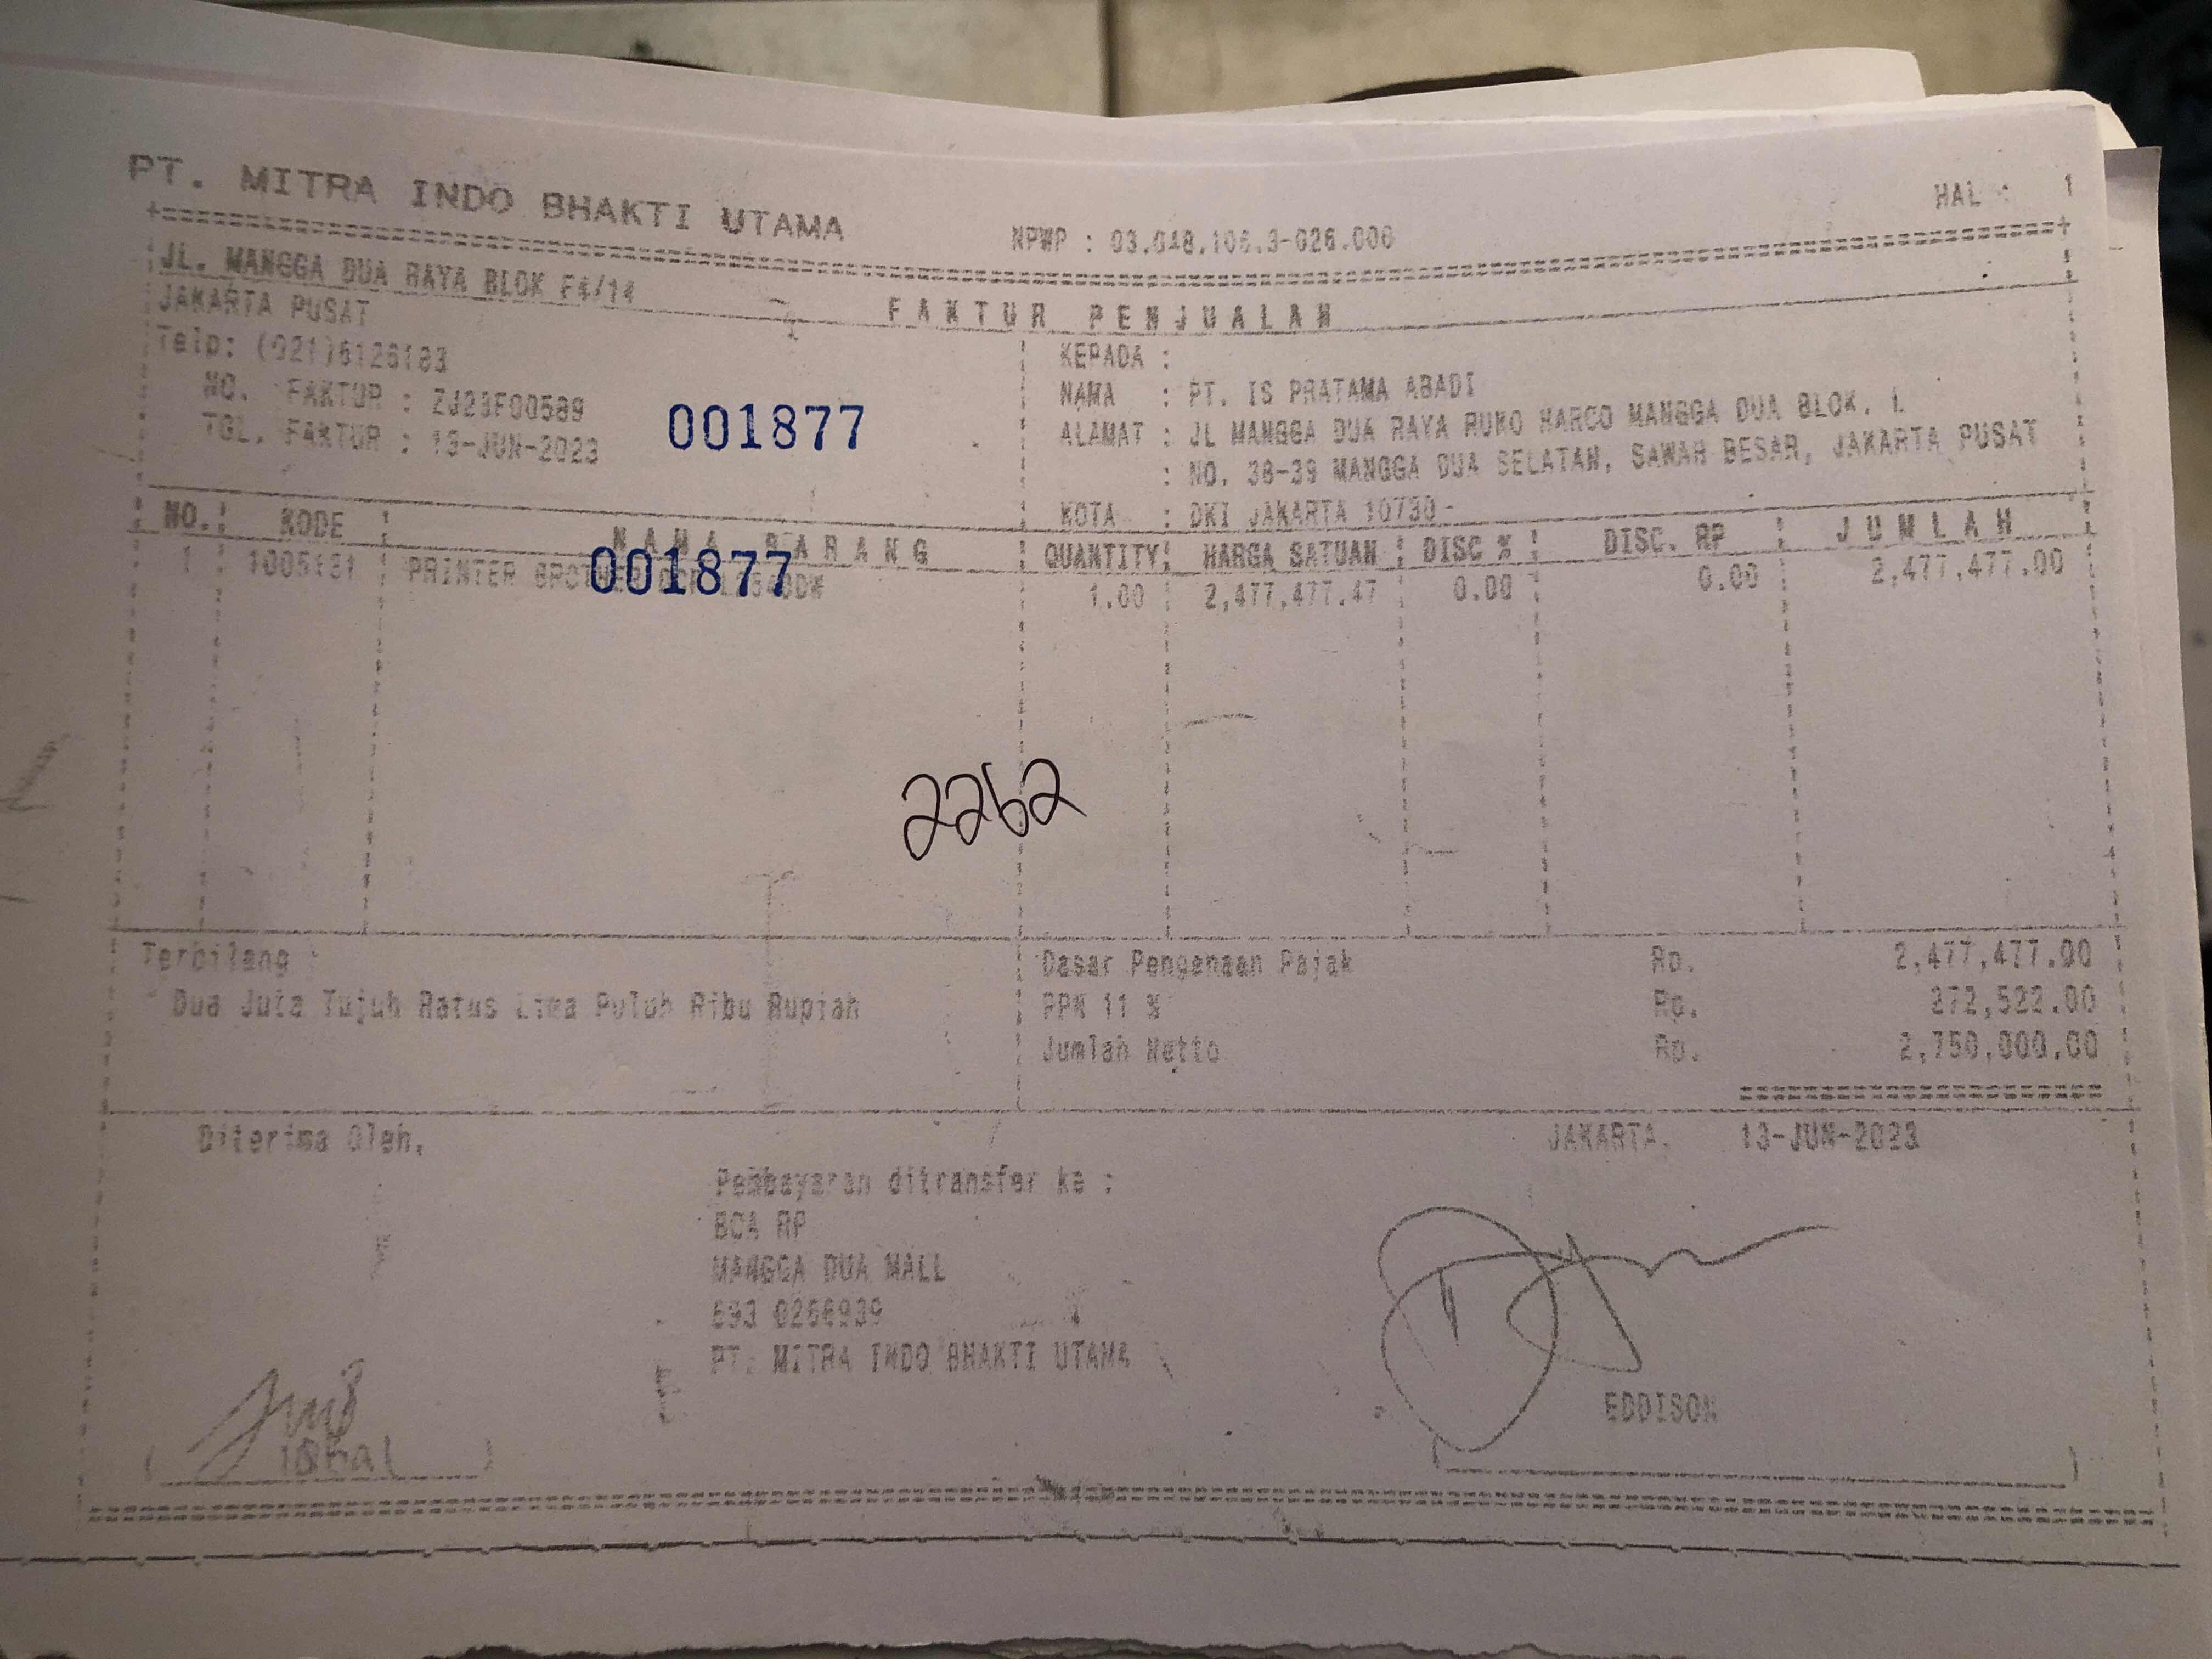 PT. MITRA INDO BHAKTI UTAMA
HAL : 1
NPWP : 03.048.106.3-026.000
JL. MANGGA DUA RAYA BLOK F4/14
JAKARTA PUSAT
Telp: (021)6126183
FAKTUR PENJUALAN
NO. FAKTUR : ZJ23F00589
TGL. FAKTUR : 13-JUN-2023
001877
KEPADA :
NAMA : PT. IS PRATAMA ABADI
ALAMAT : JL MANGGA DUA RAYA RUKO HARCO MANGGA DUA BLOK. L
: NO. 38-39 MANGGA DUA SELATAN, SAWAH BESAR, JAKARTA PUSAT
KOTA : DKI JAKARTA 10730-
NO. KODE NAMA BARANG QUANTITY HARGA SATUAN DISC % DISC. RP JUMLAH
1 1005131 PRINTER 1.00 2,477,477.47 0.00 0.00 2,477,477.00
001877
2262
Terbilang :
Dua Juta Tujuh Ratus Lima Puluh Ribu Rupiah
Dasar Pengenaan Pajak Rp. 2,477,477.00
PPN 11 % Rp. 272,522.00
Jumlah Netto Rp. 2,750,000.00
Diterima Oleh,
JAKARTA. 13-JUN-2023
Pembayaran ditransfer ke :
BCA RP
MANGGA DUA MALL
693 0266939
PT. MITRA INDO BHAKTI UTAMA
EDDISON
iqbal